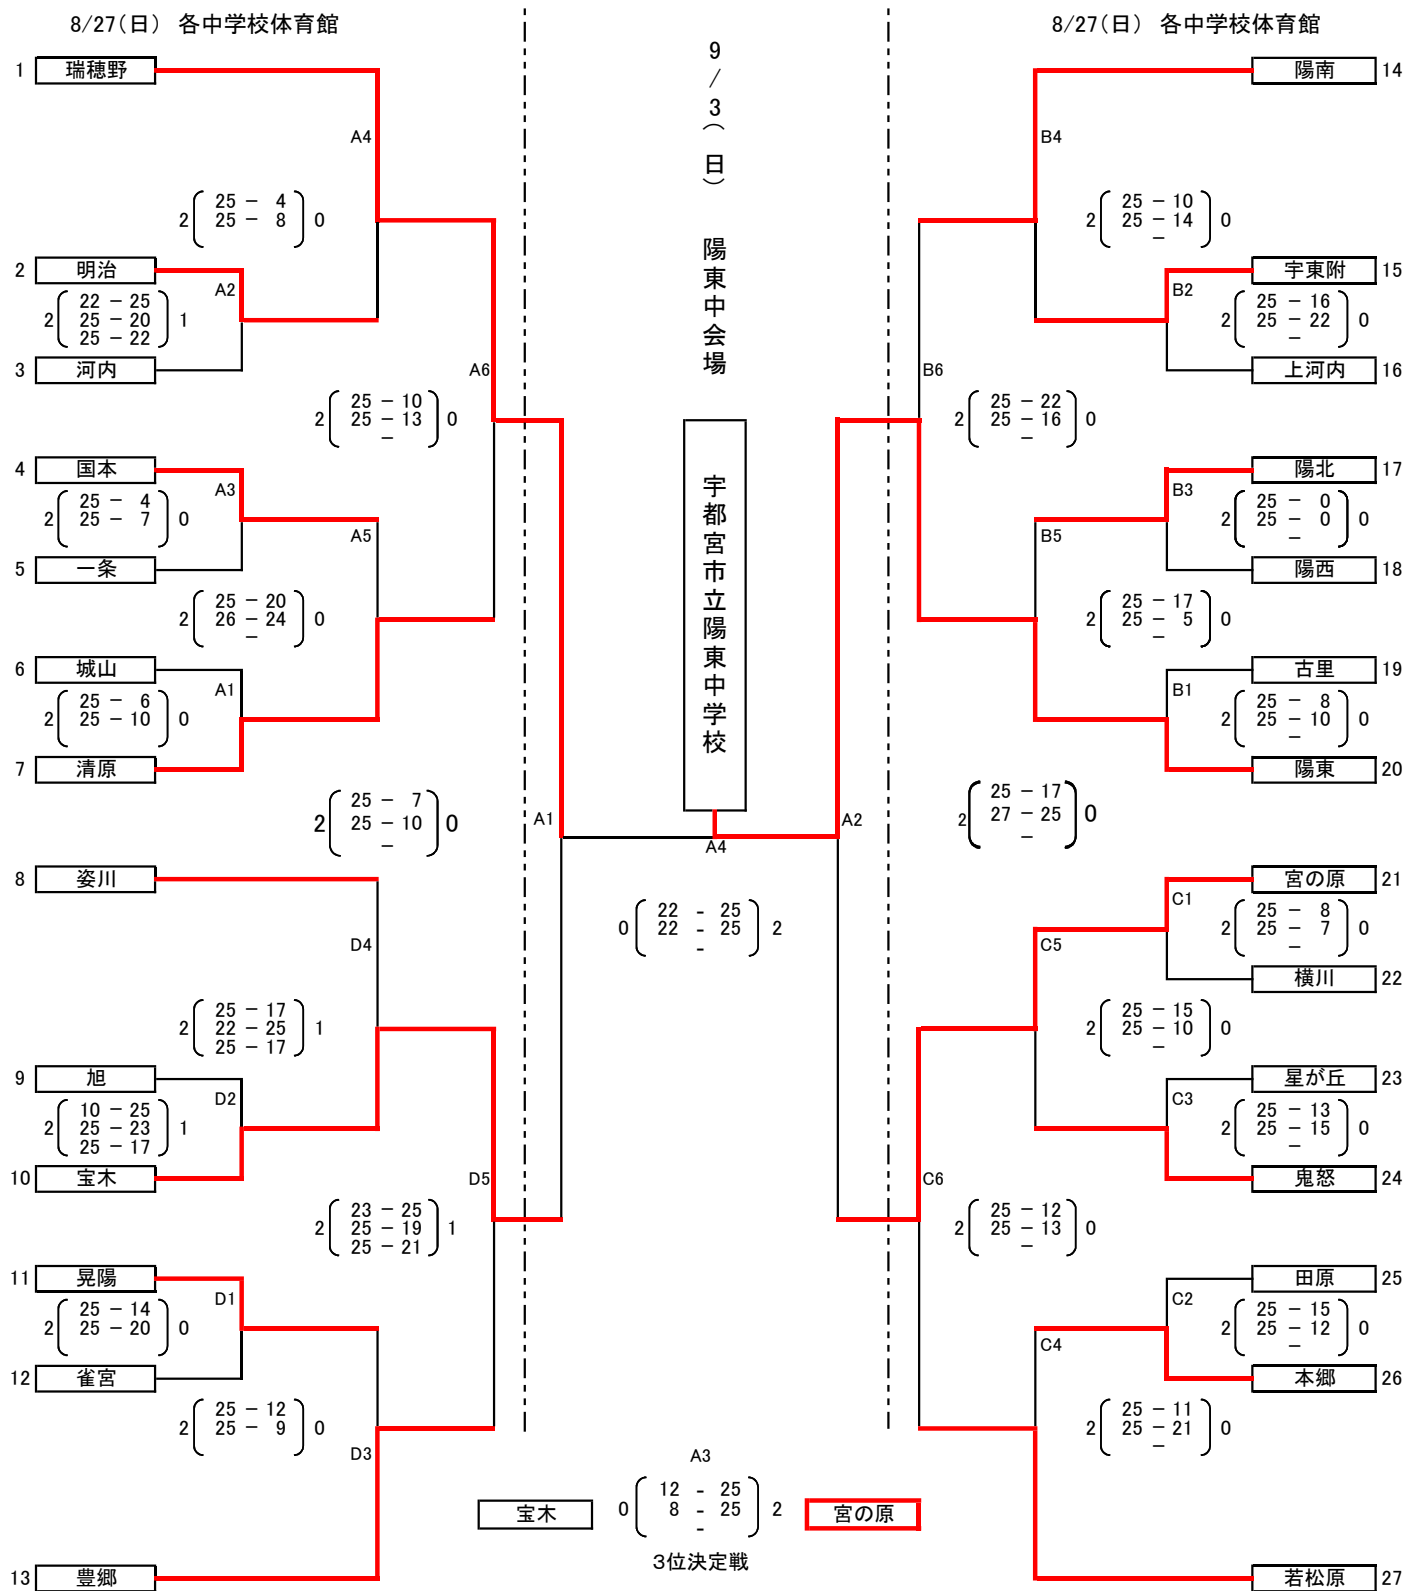 8/27(日) 各中学校体育館
8/27(日) 各中学校体育館
9/3(日) 陽東中会場
宇都宮市立陽東中学校
1 瑞穂野
A4
2 25 - 4 0
25 - 8
2 明治
A2
2 22 - 25 1
25 - 20
25 - 22
3 河内
A6
2 25 - 10 0
25 - 13
-
4 国本
A3
2 25 - 4 0
25 - 7
5 一条
A5
2 25 - 20 0
26 - 24
-
6 城山
A1
2 25 - 6 0
25 - 10
7 清原
2 25 - 7 0
25 - 10
-
A1
8 姿川
D4
2 25 - 17 1
22 - 25
25 - 17
9 旭
D2
2 10 - 25 1
25 - 23
25 - 17
10 宝木
D5
2 23 - 25 1
25 - 19
25 - 21
11 晃陽
D1
2 25 - 14 0
25 - 20
12 雀宮
2 25 - 12 0
25 - 9
D3
13 豊郷
A4
0 22 - 25 2
22 - 25
-
A3
宝木 0 12 - 25 2 宮の原
8 - 25
-
3位決定戦
陽南 14
B4
2 25 - 10 0
25 - 14
-
宇東附 15
B2
2 25 - 16 0
25 - 22
-
上河内 16
B6
2 25 - 22 0
25 - 16
-
陽北 17
B3
2 25 - 0 0
25 - 0
-
陽西 18
B5
2 25 - 17 0
25 - 5
-
古里 19
B1
2 25 - 8 0
25 - 10
-
陽東 20
A2
2 25 - 17 0
27 - 25
-
宮の原 21
C1
2 25 - 8 0
25 - 7
-
横川 22
C5
2 25 - 15 0
25 - 10
-
星が丘 23
C3
2 25 - 13 0
25 - 15
-
鬼怒 24
C6
2 25 - 12 0
25 - 13
-
田原 25
C2
2 25 - 15 0
25 - 12
-
本郷 26
C4
2 25 - 11 0
25 - 21
-
若松原 27